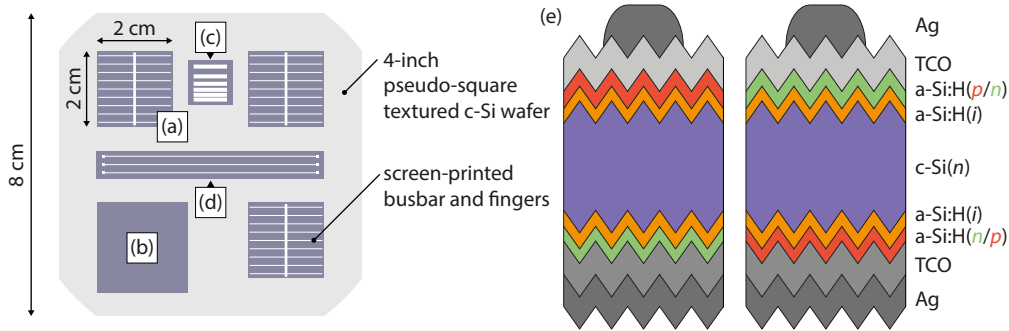 2 cm
(c)
2 cm
(a)
4-inch
pseudo-square
textured c-Si wafer
8 cm
(d)
(b)
screen-printed
busbar and fingers
(e)
Ag
TCO
a-Si:H(p/n)
a-Si:H(i)
c-Si(n)
a-Si:H(i)
a-Si:H(n/p)
TCO
Ag